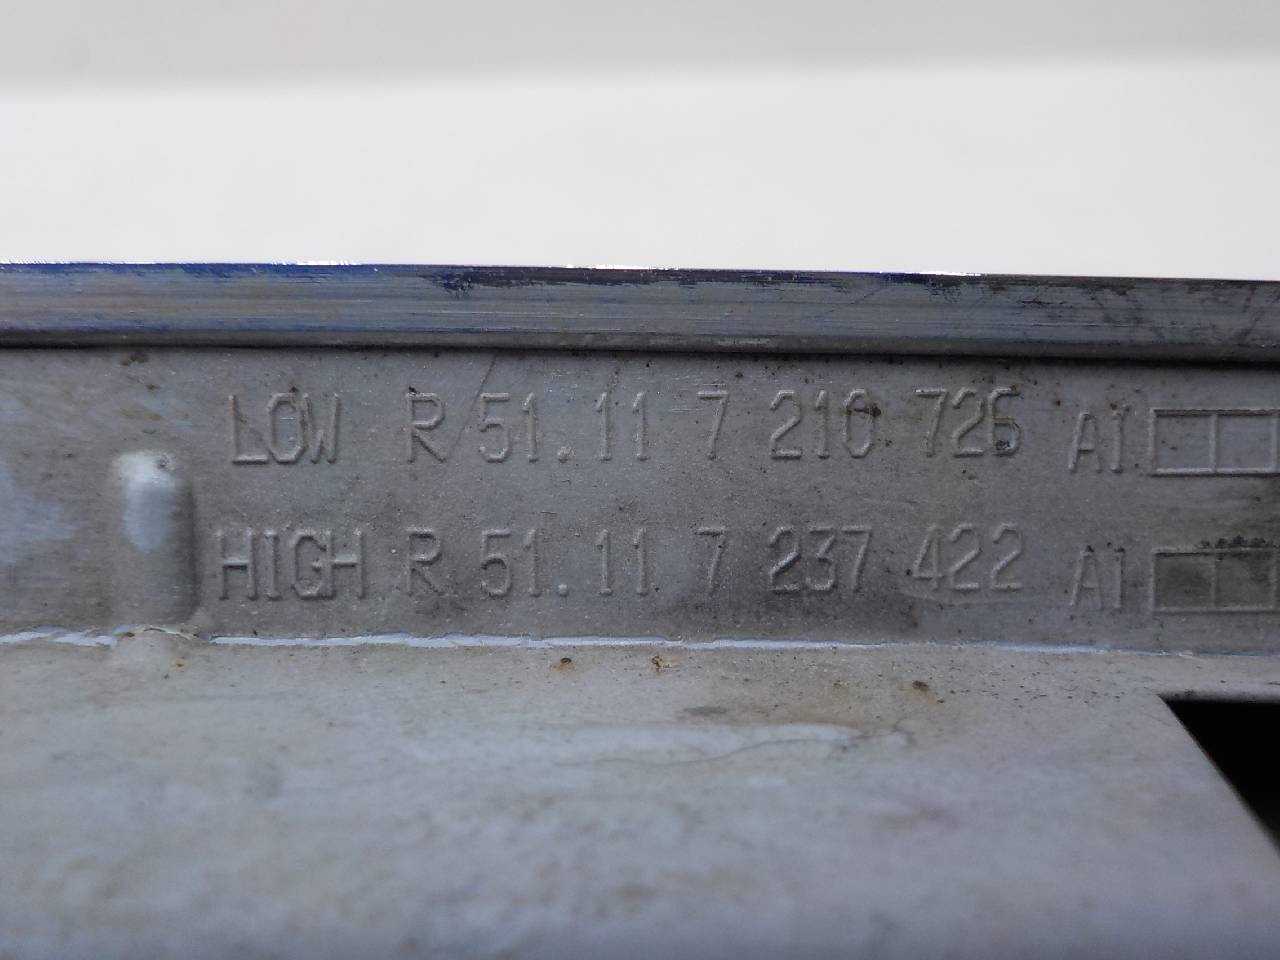 LOW R 51.11 7 210 726 A1
HIGH R 51.11 7 237 422 A1